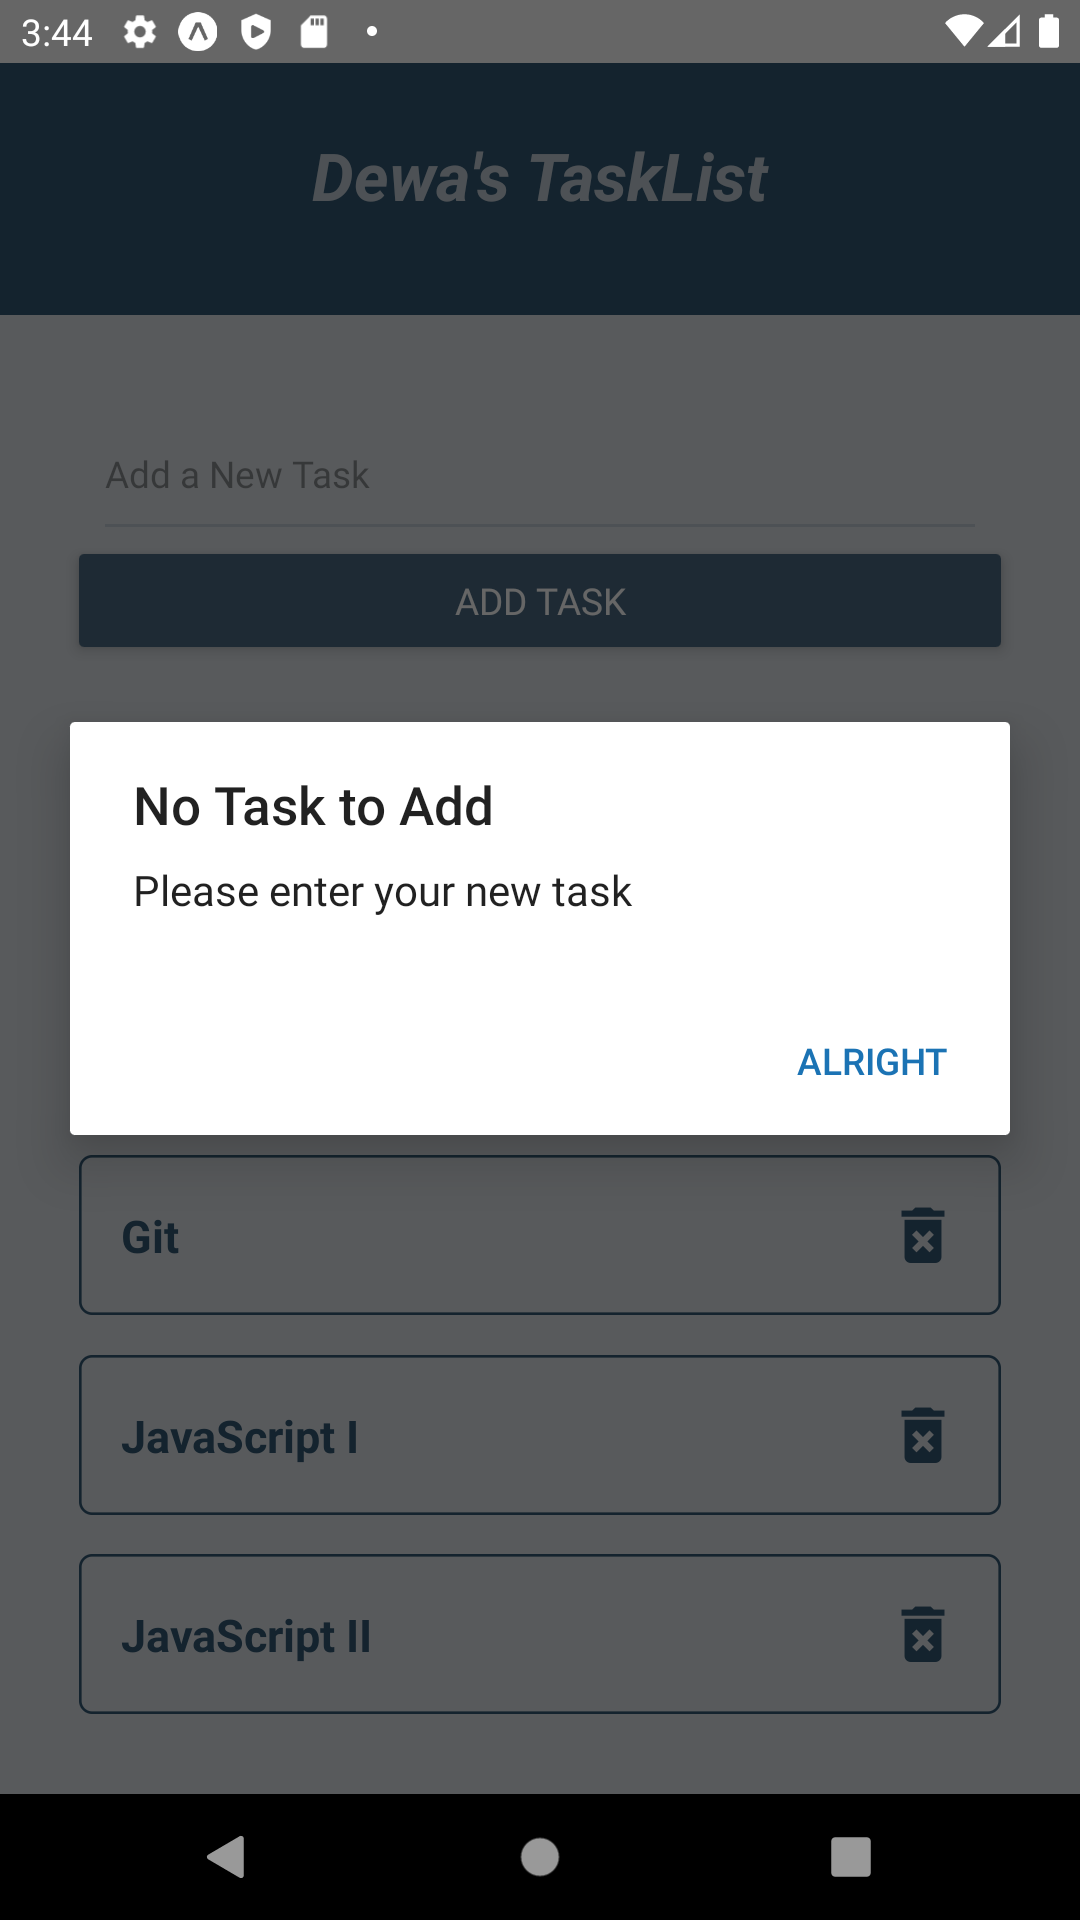 3:44
Dewa's TaskList
Add a New Task
ADD TASK
No Task to Add
Please enter your new task
ALRIGHT
Git
JavaScript I
JavaScript II